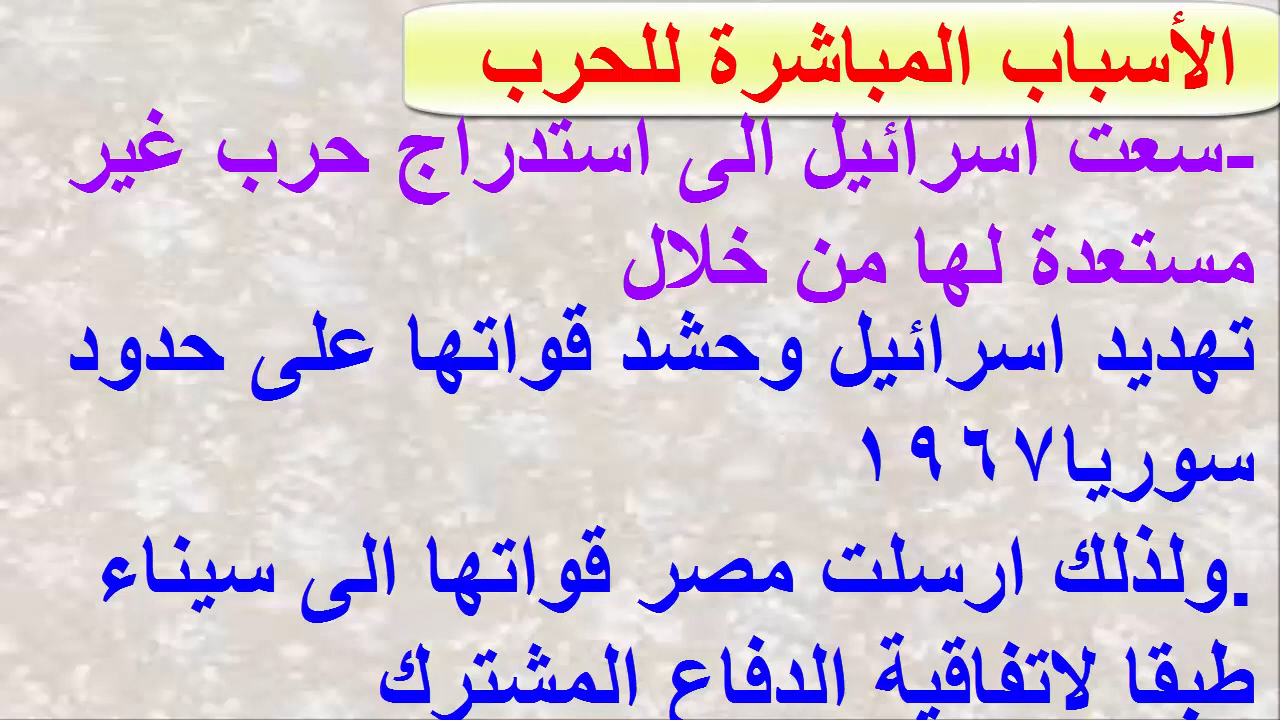 الأسباب المباشرة للحرب
-سعت اسرائيل الى استدراج حرب غير
مستعدة لها من خلال
تهديد اسرائيل وحشد قواتها على حدود
سوريا١٩٦٧
.ولذلك ارسلت مصر قواتها الى سيناء
طبقا لاتفاقية الدفاع المشترك